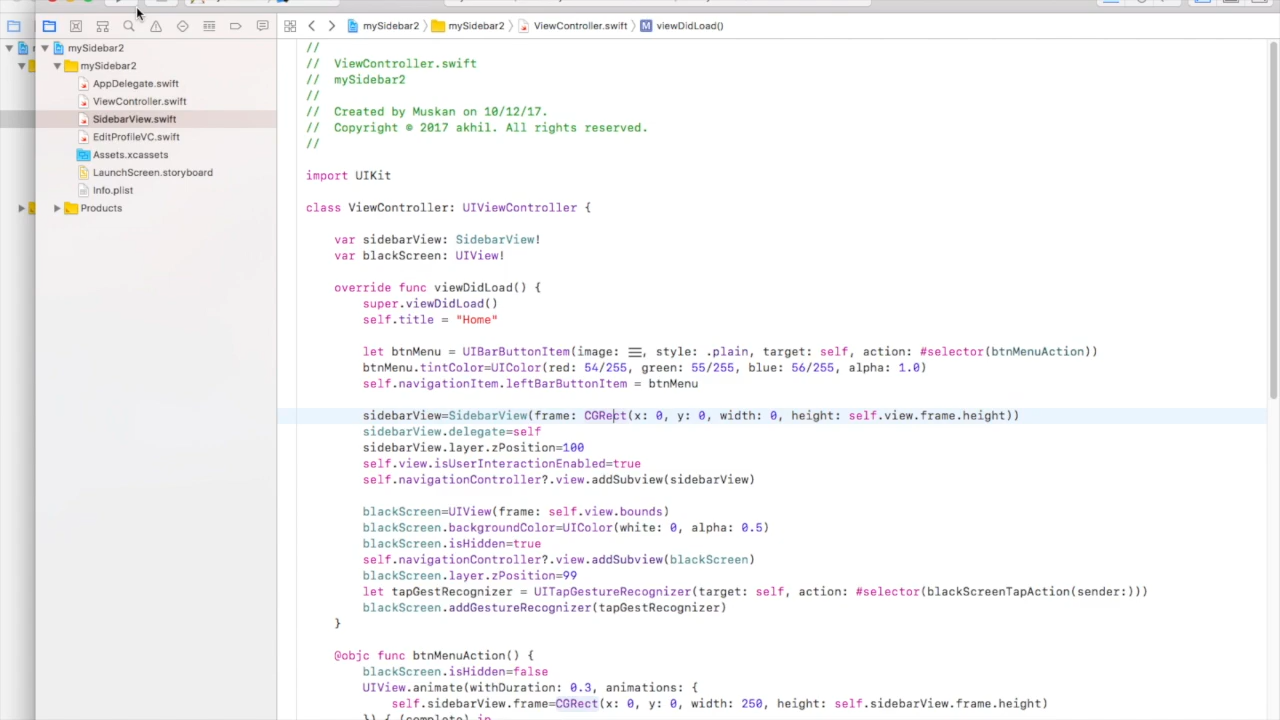 mySidebar2 mySidebar2 ViewController.swift M viewDidLoad()
mySidebar2
mySidebar2
AppDelegate.swift
ViewController.swift
SidebarView.swift
EditProfileVC.swift
Assets.xcassets
LaunchScreen.storyboard
Info.plist
Products
//
// ViewController.swift
// mySidebar2
//
// Created by Muskan on 10/12/17.
// Copyright © 2017 akhil. All rights reserved.
//
import UIKit
class ViewController: UIViewController {
var sidebarView: SidebarView!
var blackScreen: UIView!
override func viewDidLoad() {
super.viewDidLoad()
self.title = "Home"
let btnMenu = UIBarButtonItem(image: , style: .plain, target: self, action: #selector(btnMenuAction))
btnMenu.tintColor=UIColor(red: 54/255, green: 55/255, blue: 56/255, alpha: 1.0)
self.navigationItem.leftBarButtonItem = btnMenu
sidebarView=SidebarView(frame: CGRect(x: 0, y: 0, width: 0, height: self.view.frame.height))
sidebarView.delegate=self
sidebarView.layer.zPosition=100
self.view.isUserInteractionEnabled=true
self.navigationController?.view.addSubview(sidebarView)
blackScreen=UIView(frame: self.view.bounds)
blackScreen.backgroundColor=UIColor(white: 0, alpha: 0.5)
blackScreen.isHidden=true
self.navigationController?.view.addSubview(blackScreen)
blackScreen.layer.zPosition=99
let tapGestRecognizer = UITapGestureRecognizer(target: self, action: #selector(blackScreenTapAction(sender:)))
blackScreen.addGestureRecognizer(tapGestRecognizer)
}
@objc func btnMenuAction() {
blackScreen.isHidden=false
UIView.animate(withDuration: 0.3, animations: {
self.sidebarView.frame=CGRect(x: 0, y: 0, width: 250, height: self.sidebarView.frame.height)
}) { (complete) in